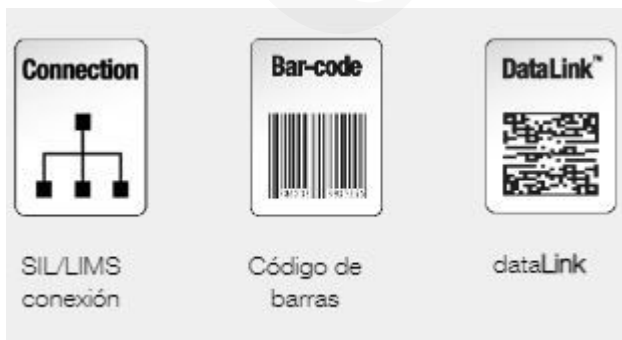 Connection
Bar-code
DataLink™
SIL/LIMS
conexión
Código de
barras
dataLink